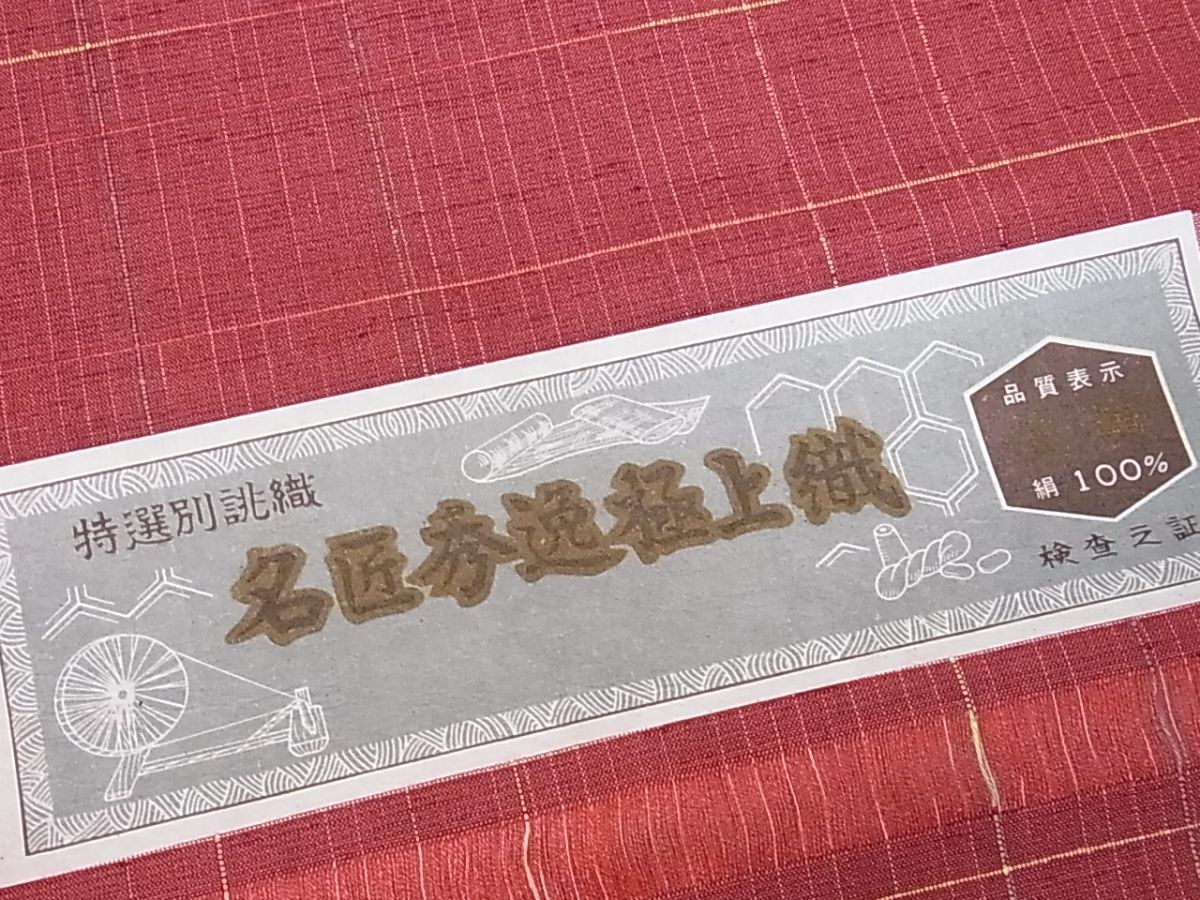 特選別誂織
名匠秀逸極上織
品質表示
絹 100%
検査之証